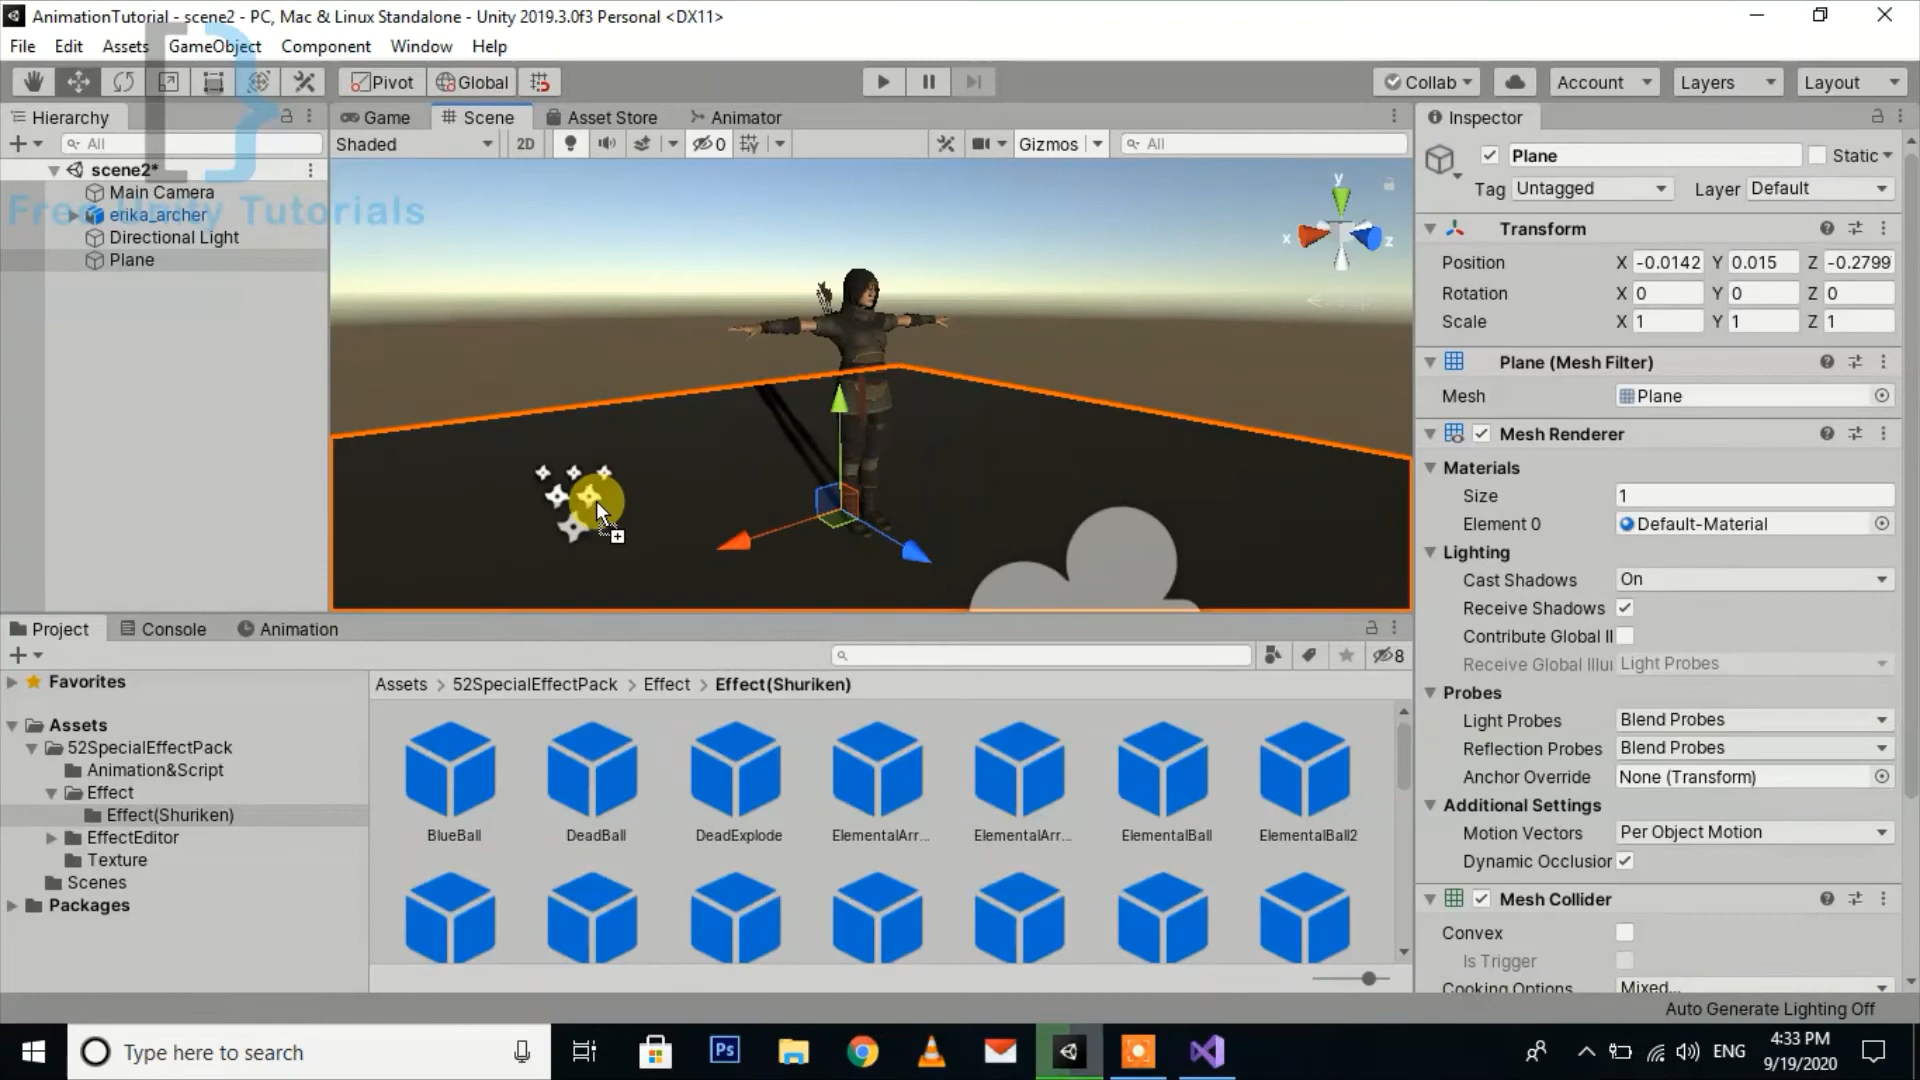 AnimationTutorial - scene2 - PC, Mac & Linux Standalone - Unity 2019.3.0f3 Personal <DX11>
File Edit Assets GameObject Component Window Help
Pivot Global Collab Account Layers Layout
Hierarchy
All
scene2*
Main Camera
erika_archer
Directional Light
Plane
Free Unity Tutorials
Game Scene Asset Store Animator
Shaded 2D 0 Gizmos All
y
x z
Inspector
Plane Static
Tag Untagged Layer Default
Transform
Position X -0.0142 Y 0.015 Z -0.2799
Rotation X 0 Y 0 Z 0
Scale X 1 Y 1 Z 1
Plane (Mesh Filter)
Mesh Plane
Mesh Renderer
Materials
Size 1
Element 0 Default-Material
Lighting
Cast Shadows On
Receive Shadows
Contribute Global Il
Receive Global Illui Light Probes
Probes
Light Probes Blend Probes
Reflection Probes Blend Probes
Anchor Override None (Transform)
Additional Settings
Motion Vectors Per Object Motion
Dynamic Occlusior
Mesh Collider
Convex
Is Trigger
Cooking Options Mixed...
Project Console Animation
8
Favorites
Assets
52SpecialEffectPack
Animation&Script
Effect
Effect(Shuriken)
EffectEditor
Texture
Scenes
Packages
Assets > 52SpecialEffectPack > Effect > Effect(Shuriken)
BlueBall DeadBall DeadExplode ElementalArr... ElementalArr... ElementalBall ElementalBall2
Auto Generate Lighting Off
Type here to search
Ps
ENG
4:33 PM
9/19/2020